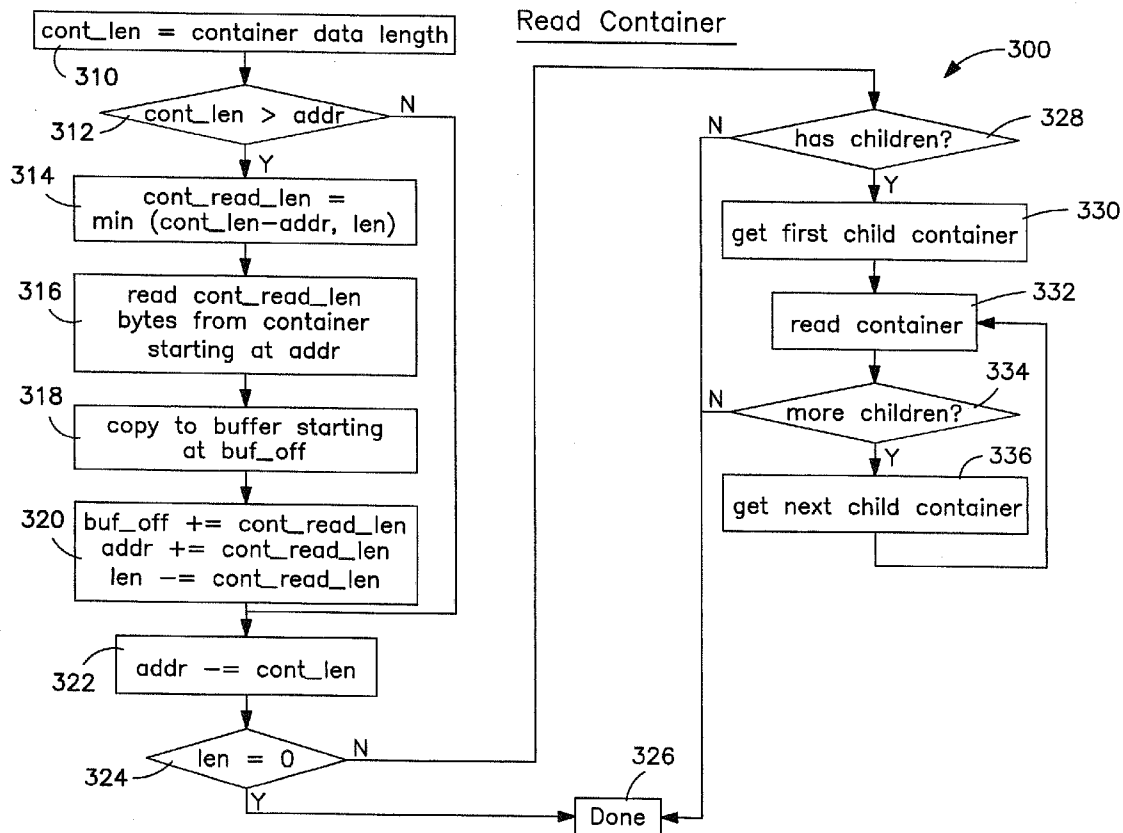 Read Container
300
cont_len = container data length
310
cont_len > addr
312
N
Y
314
cont_read_len =
min (cont_len-addr, len)
316
read cont_read_len
bytes from container
starting at addr
318
copy to buffer starting
at buf_off
320
buf_off += cont_read_len
addr += cont_read_len
len -= cont_read_len
322
addr -= cont_len
324
len = 0
N
Y
326
Done
has children?
328
N
Y
get first child container
330
332
read container
334
more children?
N
Y
336
get next child container